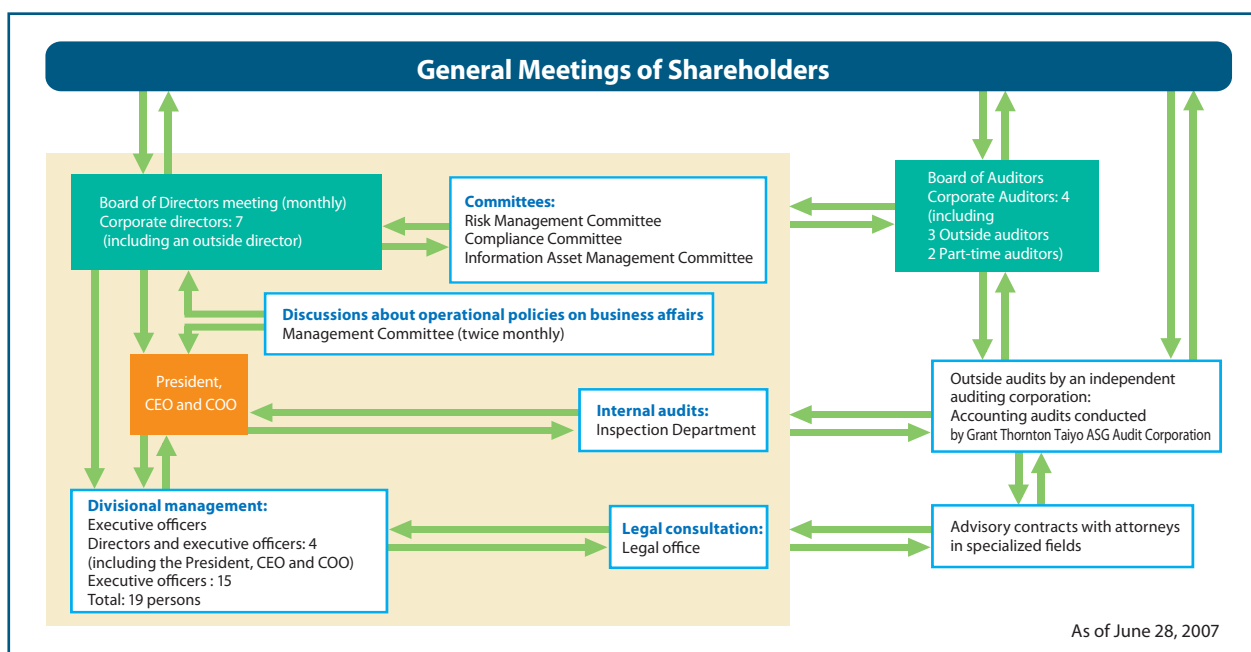 General Meetings of Shareholders
Board of Directors meeting (monthly)
Corporate directors: 7
(including an outside director)
Committees:
Risk Management Committee
Compliance Committee
Information Asset Management Committee
Board of Auditors
Corporate Auditors: 4
(including
3 Outside auditors
2 Part-time auditors)
Discussions about operational policies on business affairs
Management Committee (twice monthly)
President,
CEO and COO
Internal audits:
Inspection Department
Outside audits by an independent
auditing corporation:
Accounting audits conducted
by Grant Thornton Taiyo ASG Audit Corporation
Divisional management:
Executive officers
Directors and executive officers: 4
(including the President, CEO and COO)
Executive officers : 15
Total: 19 persons
Legal consultation:
Legal office
Advisory contracts with attorneys
in specialized fields
As of June 28, 2007